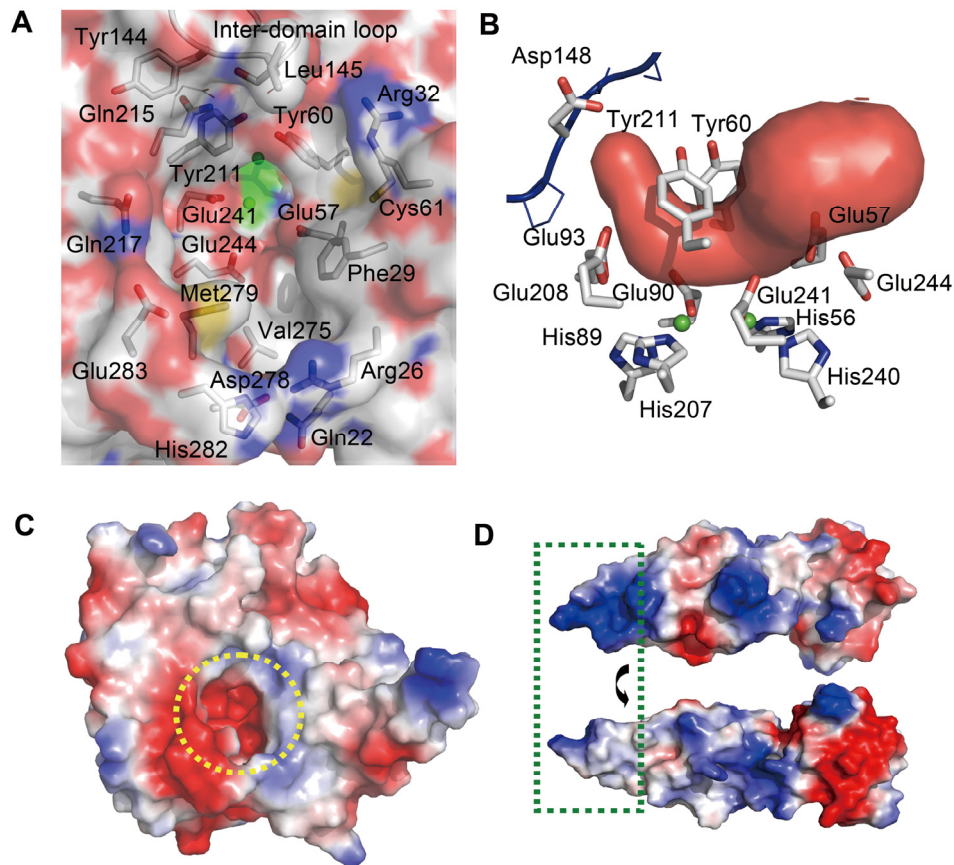 A
Inter-domain loop
Tyr144
Leu145
Arg32
Gln215
Tyr60
Tyr211
Glu241
Glu57
Cys61
Gln217
Glu244
Phe29
Met279
Val275
Glu283
Asp278
Arg26
His282
Gln22
B
Asp148
Tyr211
Tyr60
Glu57
Glu93
Glu244
Glu208
Glu90
Glu241
His56
His89
His240
His207
C
D